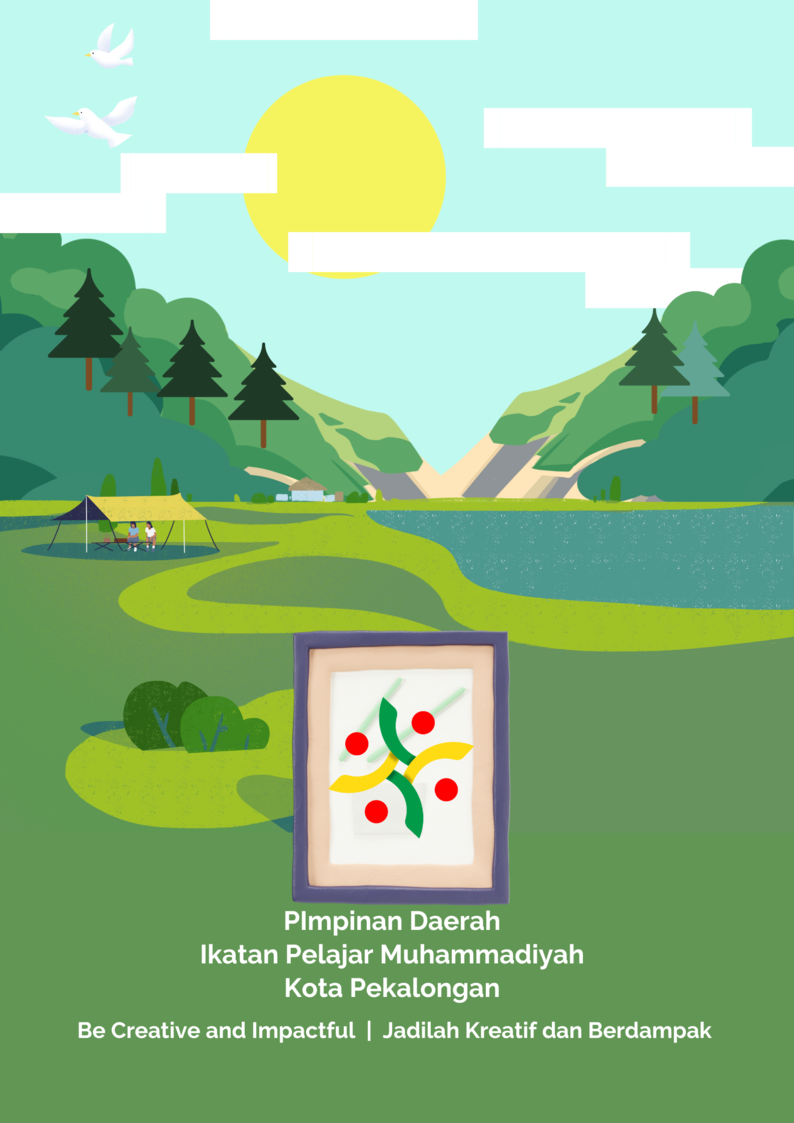 PImpinan Daerah
Ikatan Pelajar Muhammadiyah
Kota Pekalongan
Be Creative and Impactful | Jadilah Kreatif dan Berdampak